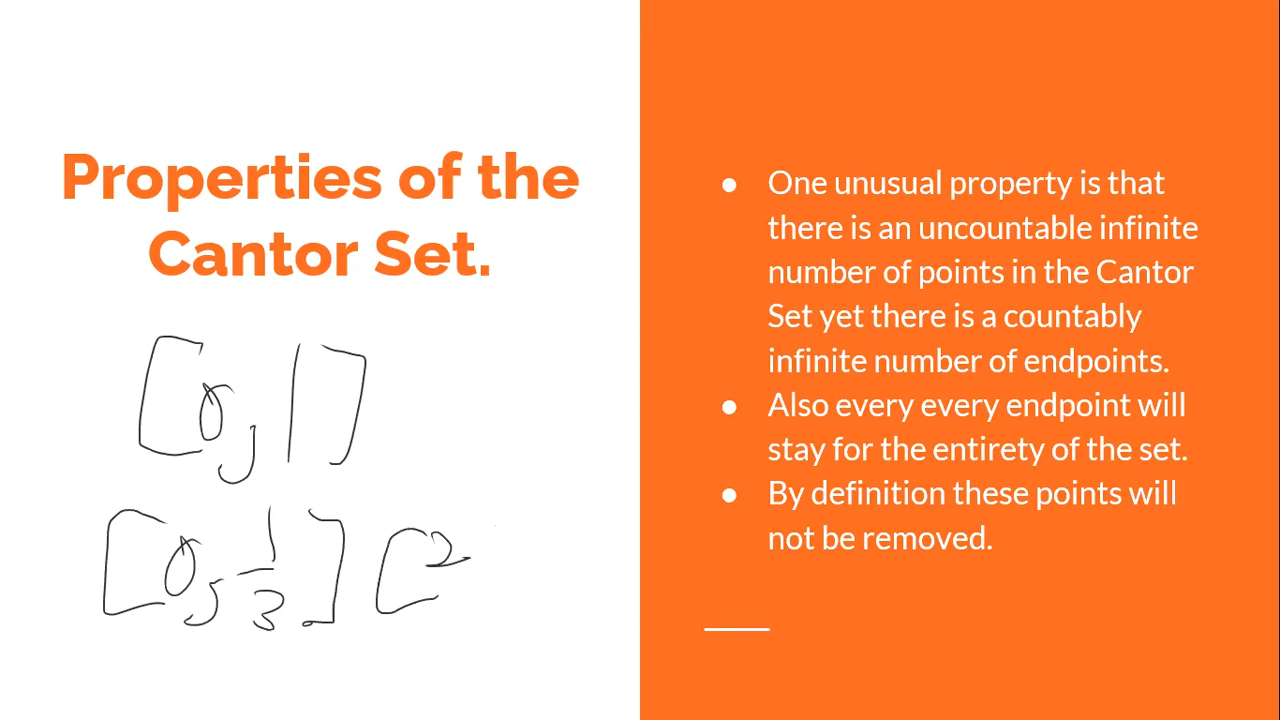 Properties of the
Cantor Set.
[0,1]
[0, 1/3] [2
● One unusual property is that
there is an uncountable infinite
number of points in the Cantor
Set yet there is a countably
infinite number of endpoints.
● Also every every endpoint will
stay for the entirety of the set.
● By definition these points will
not be removed.